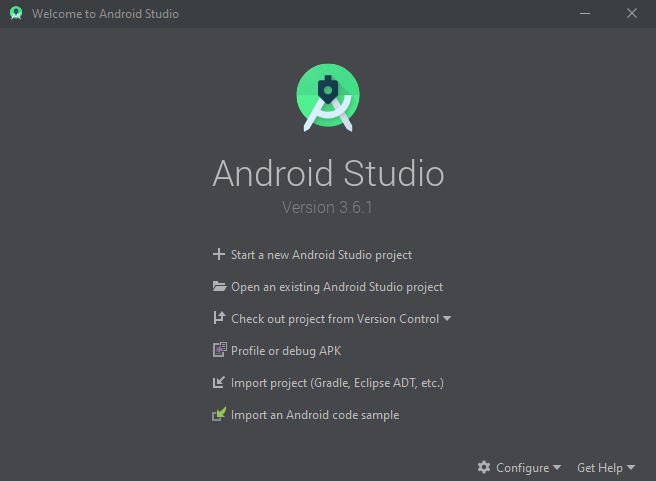 Welcome to Android Studio
Android Studio
Version 3.6.1
Start a new Android Studio project
Open an existing Android Studio project
Check out project from Version Control
Profile or debug APK
Import project (Gradle, Eclipse ADT, etc.)
Import an Android code sample
Configure Get Help